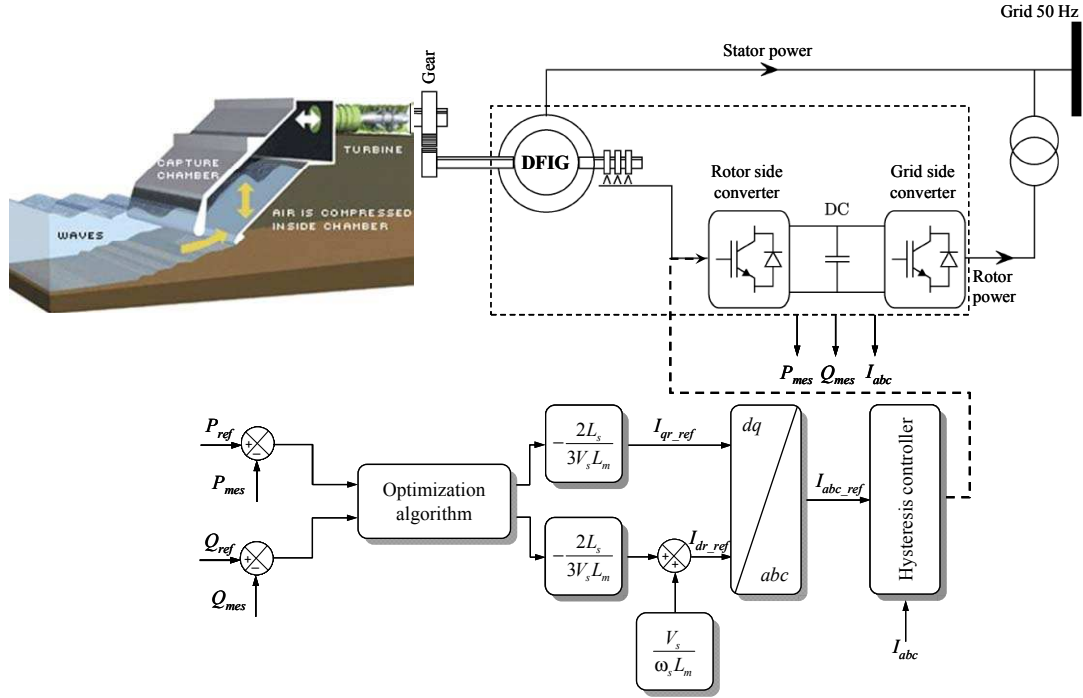 Grid 50 Hz
Stator power
Gear
DFIG
TURBINE
CAPTURE
CHAMBER
AIR IS COMPRESSED
INSIDE CHAMBER
WAVES
Rotor side
converter
Grid side
converter
DC
Rotor
power
P_mes Q_mes I_abc
P_ref
+
−
P_mes
Q_ref
+
−
Q_mes
Optimization
algorithm
−2L_s/3V_sL_m
I_qr_ref
−2L_s/3V_sL_m
+
+
I_dr_ref
V_s/ω_sL_m
dq
abc
I_abc_ref
Hysteresis controller
I_abc